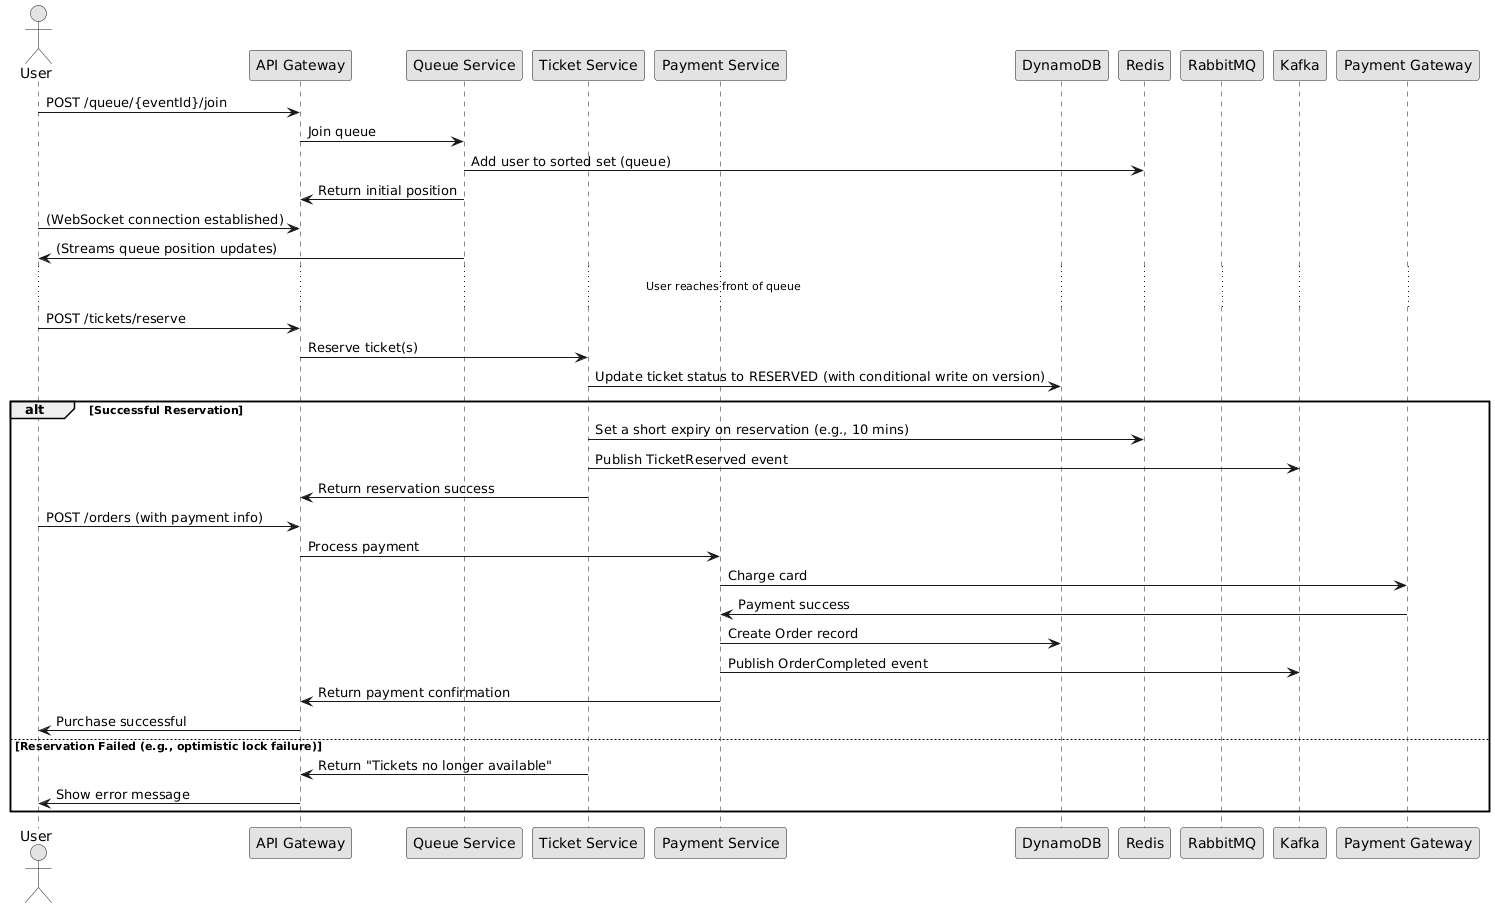 User
API Gateway
Queue Service
Ticket Service
Payment Service
DynamoDB
Redis
RabbitMQ
Kafka
Payment Gateway
POST /queue/{eventId}/join
Join queue
Add user to sorted set (queue)
Return initial position
(WebSocket connection established)
(Streams queue position updates)
User reaches front of queue
POST /tickets/reserve
Reserve ticket(s)
Update ticket status to RESERVED (with conditional write on version)
alt
[Successful Reservation]
Set a short expiry on reservation (e.g., 10 mins)
Publish TicketReserved event
Return reservation success
POST /orders (with payment info)
Process payment
Charge card
Payment success
Create Order record
Publish OrderCompleted event
Return payment confirmation
Purchase successful
[Reservation Failed (e.g., optimistic lock failure)]
Return "Tickets no longer available"
Show error message
User
API Gateway
Queue Service
Ticket Service
Payment Service
DynamoDB
Redis
RabbitMQ
Kafka
Payment Gateway